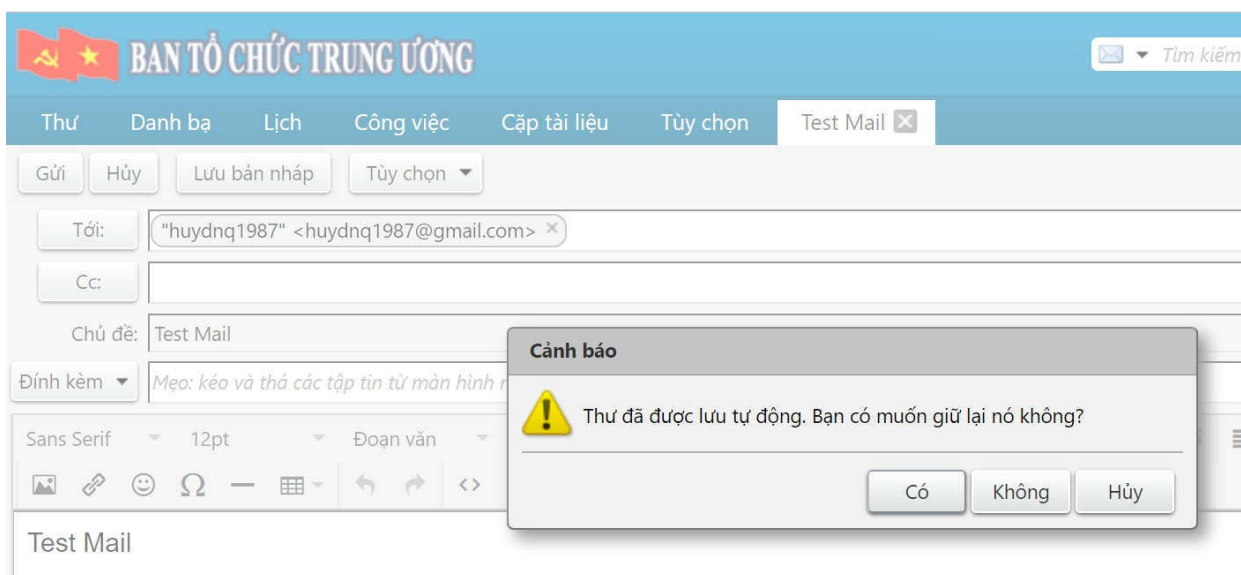 BAN TỔ CHỨC TRUNG ƯƠNG
Tìm kiếm
Thư Danh bạ Lịch Công việc Cặp tài liệu Tùy chọn Test Mail
Gửi Hủy Lưu bản nháp Tùy chọn
Tới: "huydnq1987" <huydnq1987@gmail.com>
Cc:
Chủ đề: Test Mail
Đính kèm Mẹo: kéo và thả các tập tin từ màn hình
Cảnh báo
Thư đã được lưu tự động. Bạn có muốn giữ lại nó không?
Có Không Hủy
Sans Serif 12pt Đoạn văn
Test Mail